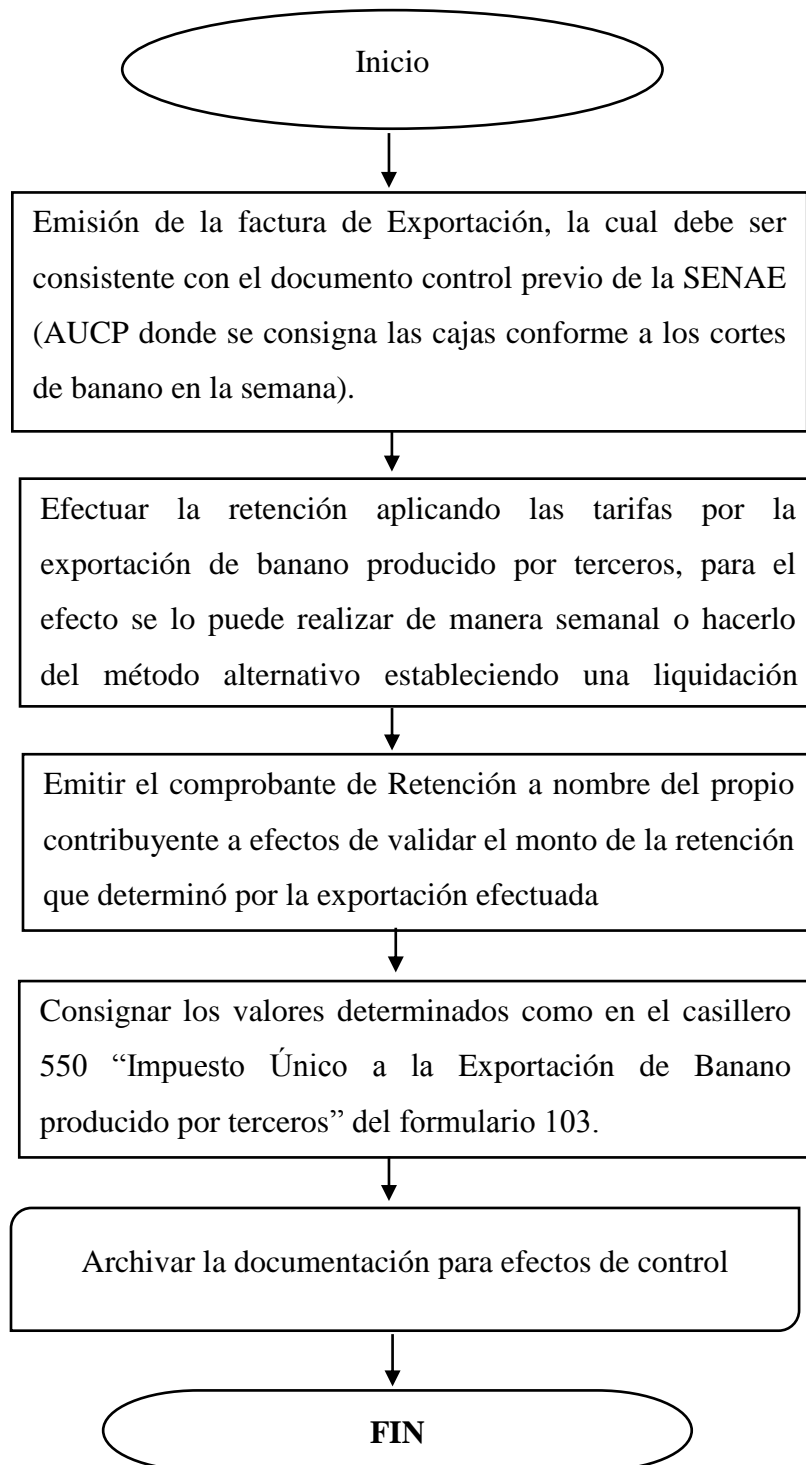 Inicio
Emisión de la factura de Exportación, la cual debe ser
consistente con el documento control previo de la SENAE
(AUCP donde se consigna las cajas conforme a los cortes
de banano en la semana).
Efectuar la retención aplicando las tarifas por la
exportación de banano producido por terceros, para el
efecto se lo puede realizar de manera semanal o hacerlo
del método alternativo estableciendo una liquidación
Emitir el comprobante de Retención a nombre del propio
contribuyente a efectos de validar el monto de la retención
que determinó por la exportación efectuada
Consignar los valores determinados como en el casillero
550 “Impuesto Único a la Exportación de Banano
producido por terceros” del formulario 103.
Archivar la documentación para efectos de control
FIN